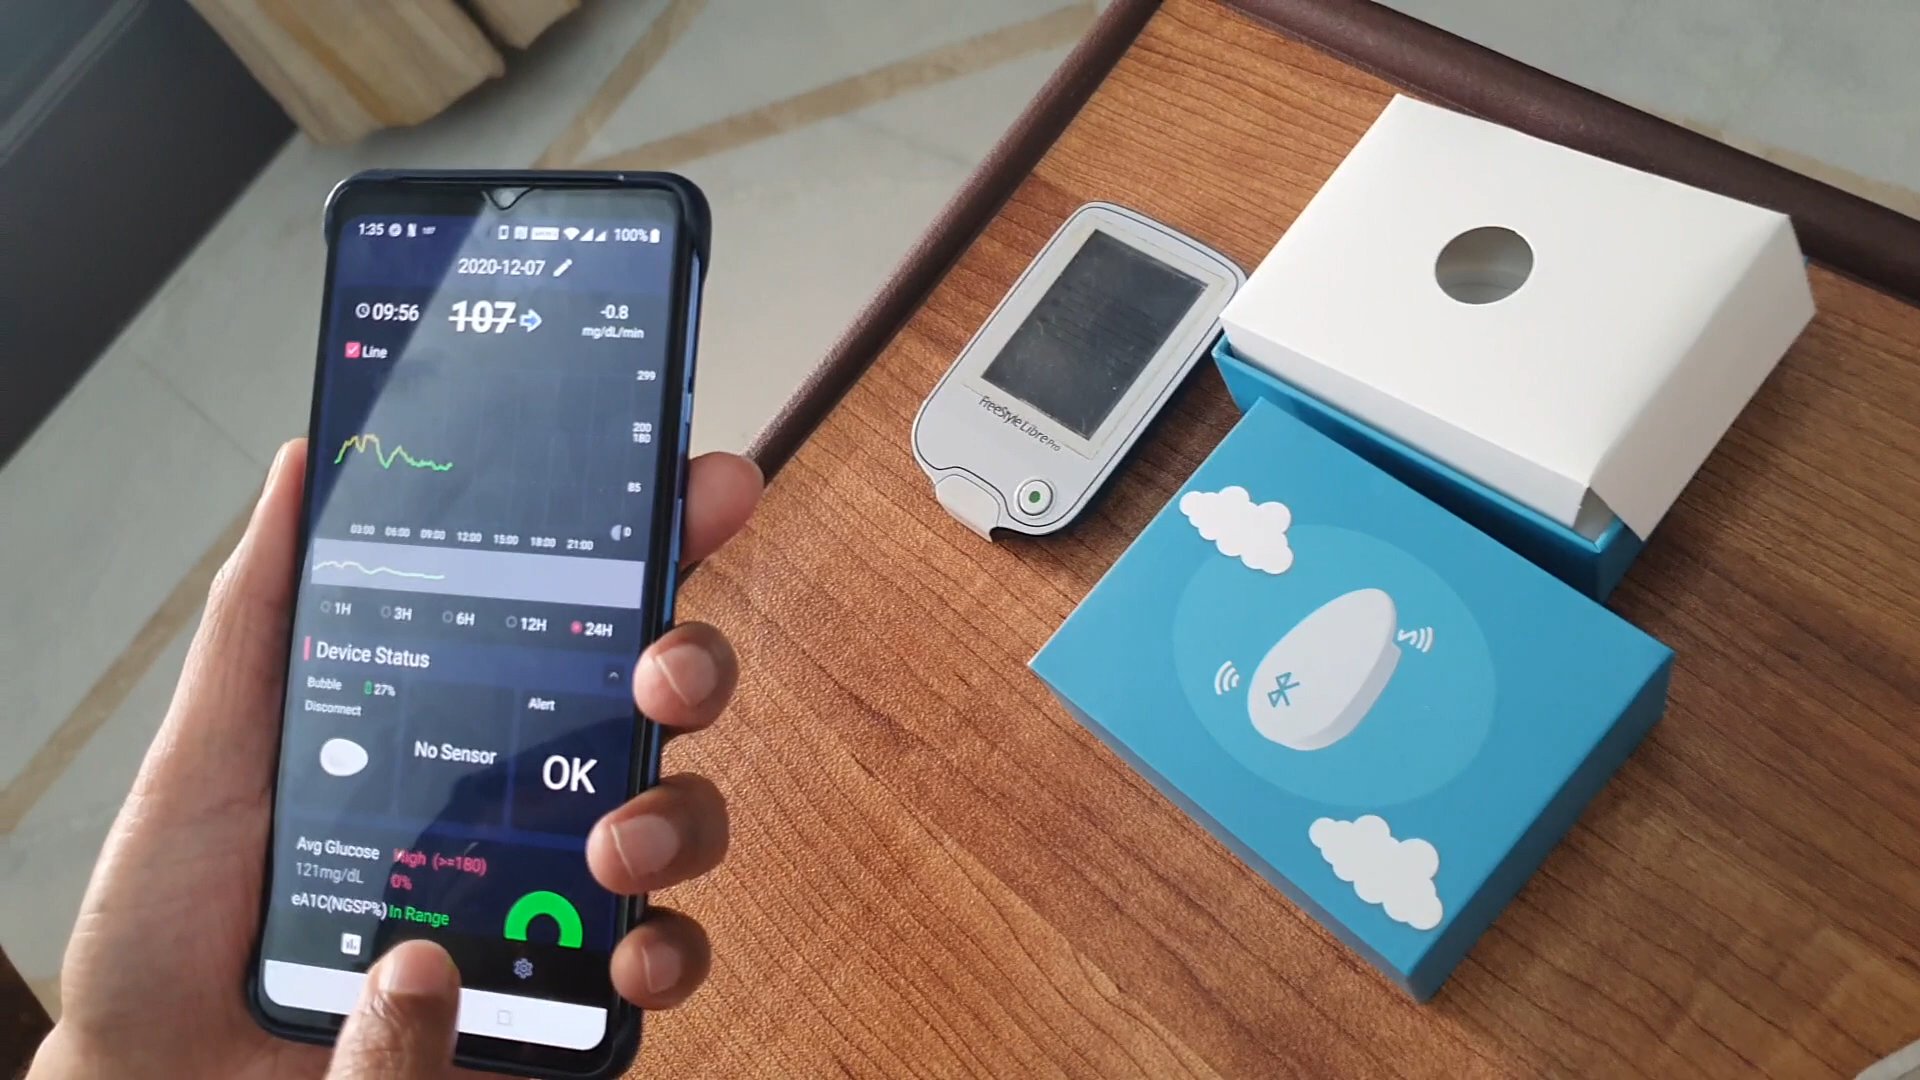 1:35 107 100%
2020-12-07
09:56 107 -0.8
mg/dL/min
Line
299
200
180
85
0
03:00 06:00 09:00 12:00 15:00 18:00 21:00
1H 3H 6H 12H 24H
Device Status
Bubble 27%
Disconnect
Alert
No Sensor
OK
Avg Glucose High (>=180)
121mg/dL 0%
eA1C(NGSP%) In Range
FreeStyle Libre Pro